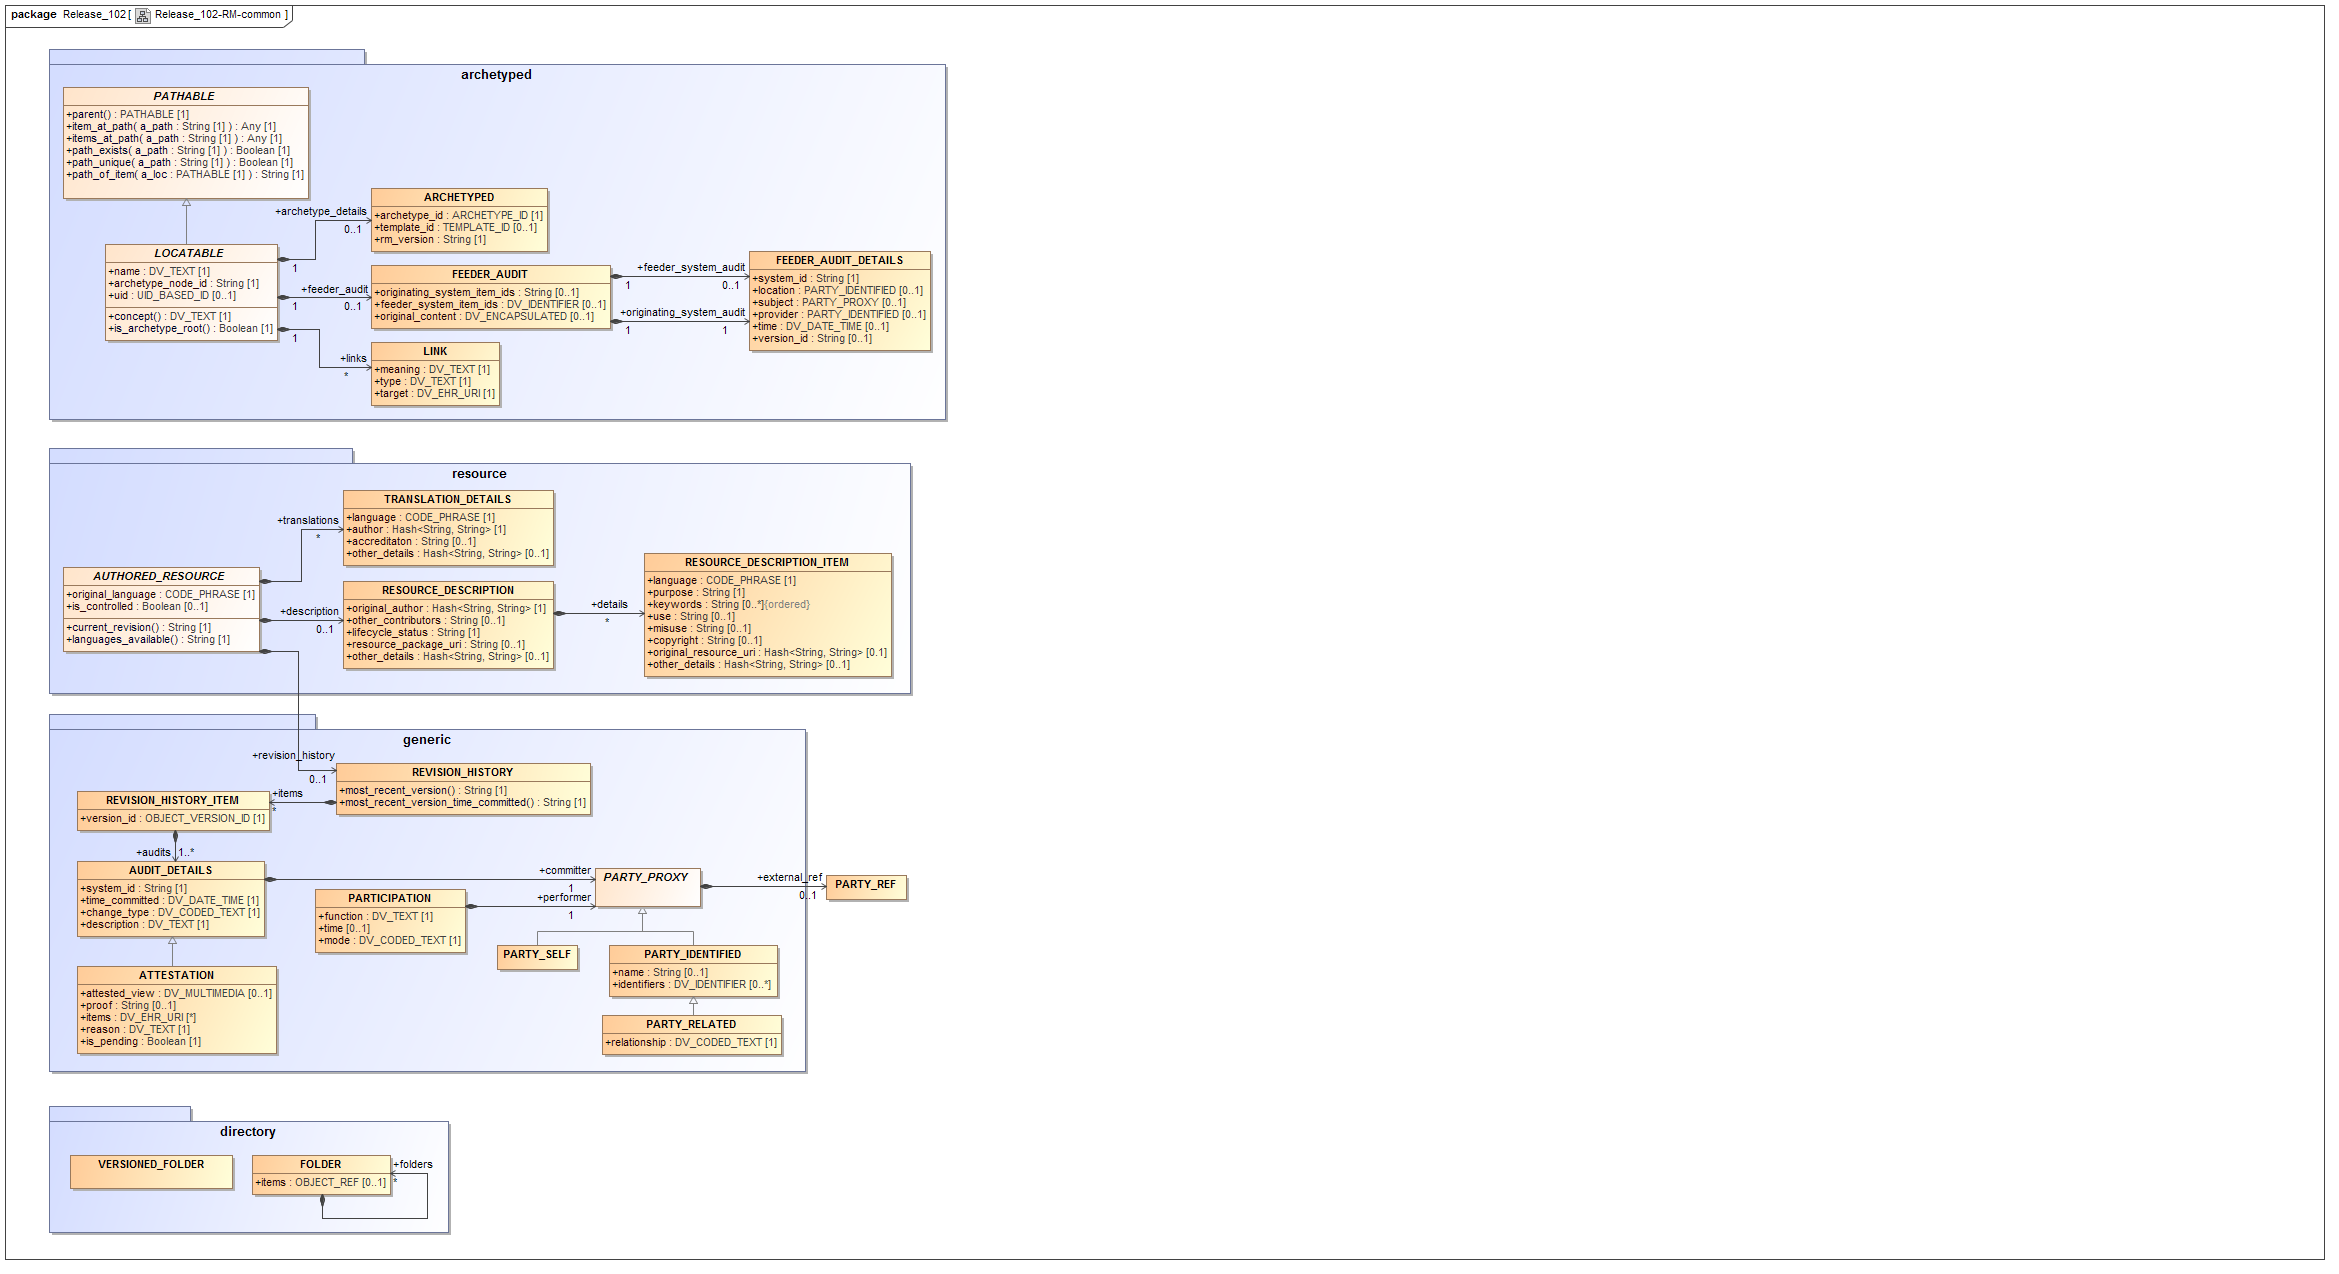 package Release_102 [ Release_102-RM-common ]
archetyped
PATHABLE
+parent() : PATHABLE [1]
+item_at_path( a_path : String [1] ) : Any [1]
+items_at_path( a_path : String [1] ) : Any [1]
+path_exists( a_path : String [1] ) : Boolean [1]
+path_unique( a_path : String [1] ) : Boolean [1]
+path_of_item( a_loc : PATHABLE [1] ) : String [1]
+archetype_details
0..1
1
ARCHETYPED
+archetype_id : ARCHETYPE_ID [1]
+template_id : TEMPLATE_ID [0..1]
+rm_version : String [1]
LOCATABLE
+name : DV_TEXT [1]
+archetype_node_id : String [1]
+uid : UID_BASED_ID [0..1]
+concept() : DV_TEXT [1]
+is_archetype_root() : Boolean [1]
+feeder_audit
1
0..1
FEEDER_AUDIT
+originating_system_item_ids : String [0..1]
+feeder_system_item_ids : DV_IDENTIFIER [0..1]
+original_content : DV_ENCAPSULATED [0..1]
+feeder_system_audit
1
0..1
+originating_system_audit
1
1
FEEDER_AUDIT_DETAILS
+system_id : String [1]
+location : PARTY_IDENTIFIED [0..1]
+subject : PARTY_PROXY [0..1]
+provider : PARTY_IDENTIFIED [0..1]
+time : DV_DATE_TIME [0..1]
+version_id : String [0..1]
1
+links
*
LINK
+meaning : DV_TEXT [1]
+type : DV_TEXT [1]
+target : DV_EHR_URI [1]
resource
+translations
*
TRANSLATION_DETAILS
+language : CODE_PHRASE [1]
+author : Hash<String, String> [1]
+accreditaton : String [0..1]
+other_details : Hash<String, String> [0..1]
AUTHORED_RESOURCE
+original_language : CODE_PHRASE [1]
+is_controlled : Boolean [0..1]
+current_revision() : String [1]
+languages_available() : String [1]
+description
0..1
RESOURCE_DESCRIPTION
+original_author : Hash<String, String> [1]
+other_contributors : String [0..1]
+lifecycle_status : String [1]
+resource_package_uri : String [0..1]
+other_details : Hash<String, String> [0..1]
+details
*
RESOURCE_DESCRIPTION_ITEM
+language : CODE_PHRASE [1]
+purpose : String [1]
+keywords : String [0..*]{ordered}
+use : String [0..1]
+misuse : String [0..1]
+copyright : String [0..1]
+original_resource_uri : Hash<String, String> [0.1]
+other_details : Hash<String, String> [0..1]
generic
+revision_history
0..1
REVISION_HISTORY
+most_recent_version() : String [1]
+most_recent_version_time_committed() : String [1]
+items
*
REVISION_HISTORY_ITEM
+version_id : OBJECT_VERSION_ID [1]
+audits
1..*
AUDIT_DETAILS
+system_id : String [1]
+time_committed : DV_DATE_TIME [1]
+change_type : DV_CODED_TEXT [1]
+description : DV_TEXT [1]
+committer
1
PARTICIPATION
+function : DV_TEXT [1]
+time [0..1]
+mode : DV_CODED_TEXT [1]
+performer
1
PARTY_PROXY
+external_ref
0..1
PARTY_REF
PARTY_SELF
PARTY_IDENTIFIED
+name : String [0..1]
+identifiers : DV_IDENTIFIER [0..*]
PARTY_RELATED
+relationship : DV_CODED_TEXT [1]
ATTESTATION
+attested_view : DV_MULTIMEDIA [0..1]
+proof : String [0..1]
+items : DV_EHR_URI [*]
+reason : DV_TEXT [1]
+is_pending : Boolean [1]
directory
VERSIONED_FOLDER
FOLDER
+items : OBJECT_REF [0..1]
+folders
*